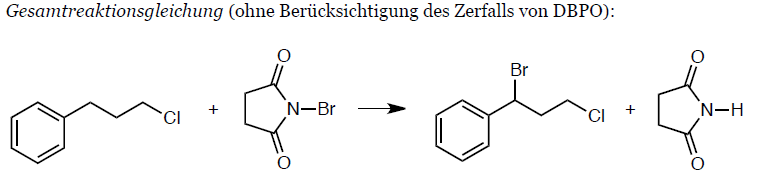 Gesamtreaktionsgleichung (ohne Berücksichtigung des Zerfalls von DBPO):
Cl + O N Br O Br Cl + O N H O